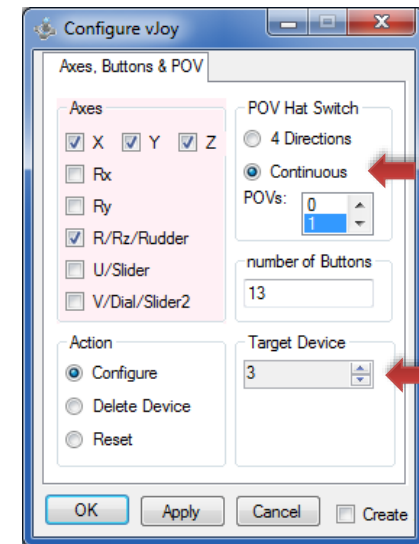 Configure vJoy
Axes, Buttons & POV
Axes
X Y Z
Rx
Ry
R/Rz/Rudder
U/Slider
V/Dial/Slider2
POV Hat Switch
4 Directions
Continuous
POVs:
0
1
number of Buttons
13
Action
Configure
Delete Device
Reset
Target Device
3
OK Apply Cancel Create